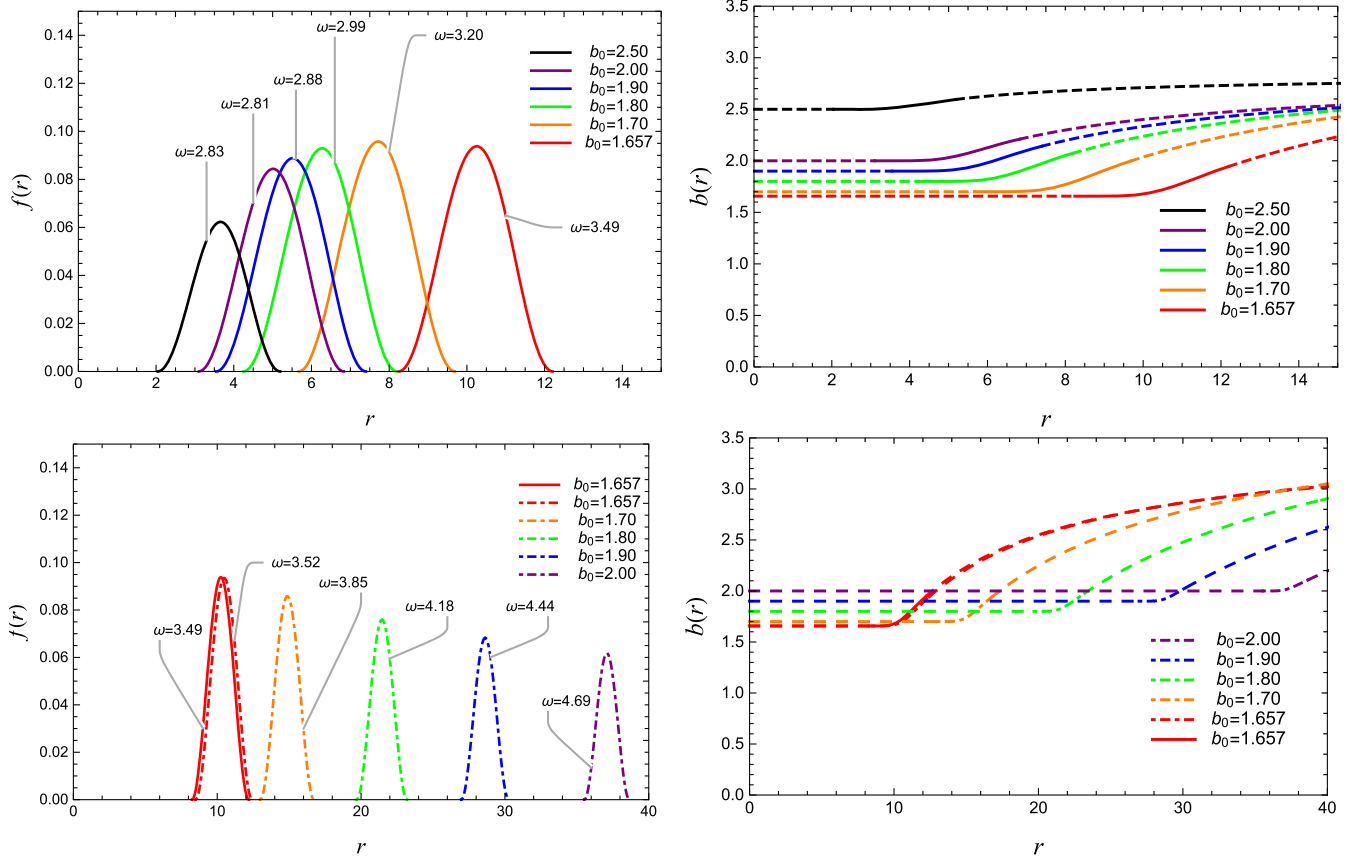 0.14
0.12
0.10
0.08
0.06
0.04
0.02
0.00
f(r)
ω=2.83
ω=2.81
ω=2.88
ω=2.99
ω=3.20
ω=3.49
b₀=2.50
b₀=2.00
b₀=1.90
b₀=1.80
b₀=1.70
b₀=1.657
0 2 4 6 8 10 12 14
r
3.5
3.0
2.5
2.0
1.5
1.0
0.5
0.0
b(r)
b₀=2.50
b₀=2.00
b₀=1.90
b₀=1.80
b₀=1.70
b₀=1.657
0 2 4 6 8 10 12 14
r
0.14
0.12
0.10
0.08
0.06
0.04
0.02
0.00
f(r)
ω=3.49
ω=3.52
ω=3.85
ω=4.18
ω=4.44
ω=4.69
b₀=1.657
b₀=1.657
b₀=1.70
b₀=1.80
b₀=1.90
b₀=2.00
0 10 20 30 40
r
3.5
3.0
2.5
2.0
1.5
1.0
0.5
0.0
b(r)
b₀=2.00
b₀=1.90
b₀=1.80
b₀=1.70
b₀=1.657
b₀=1.657
0 10 20 30 40
r